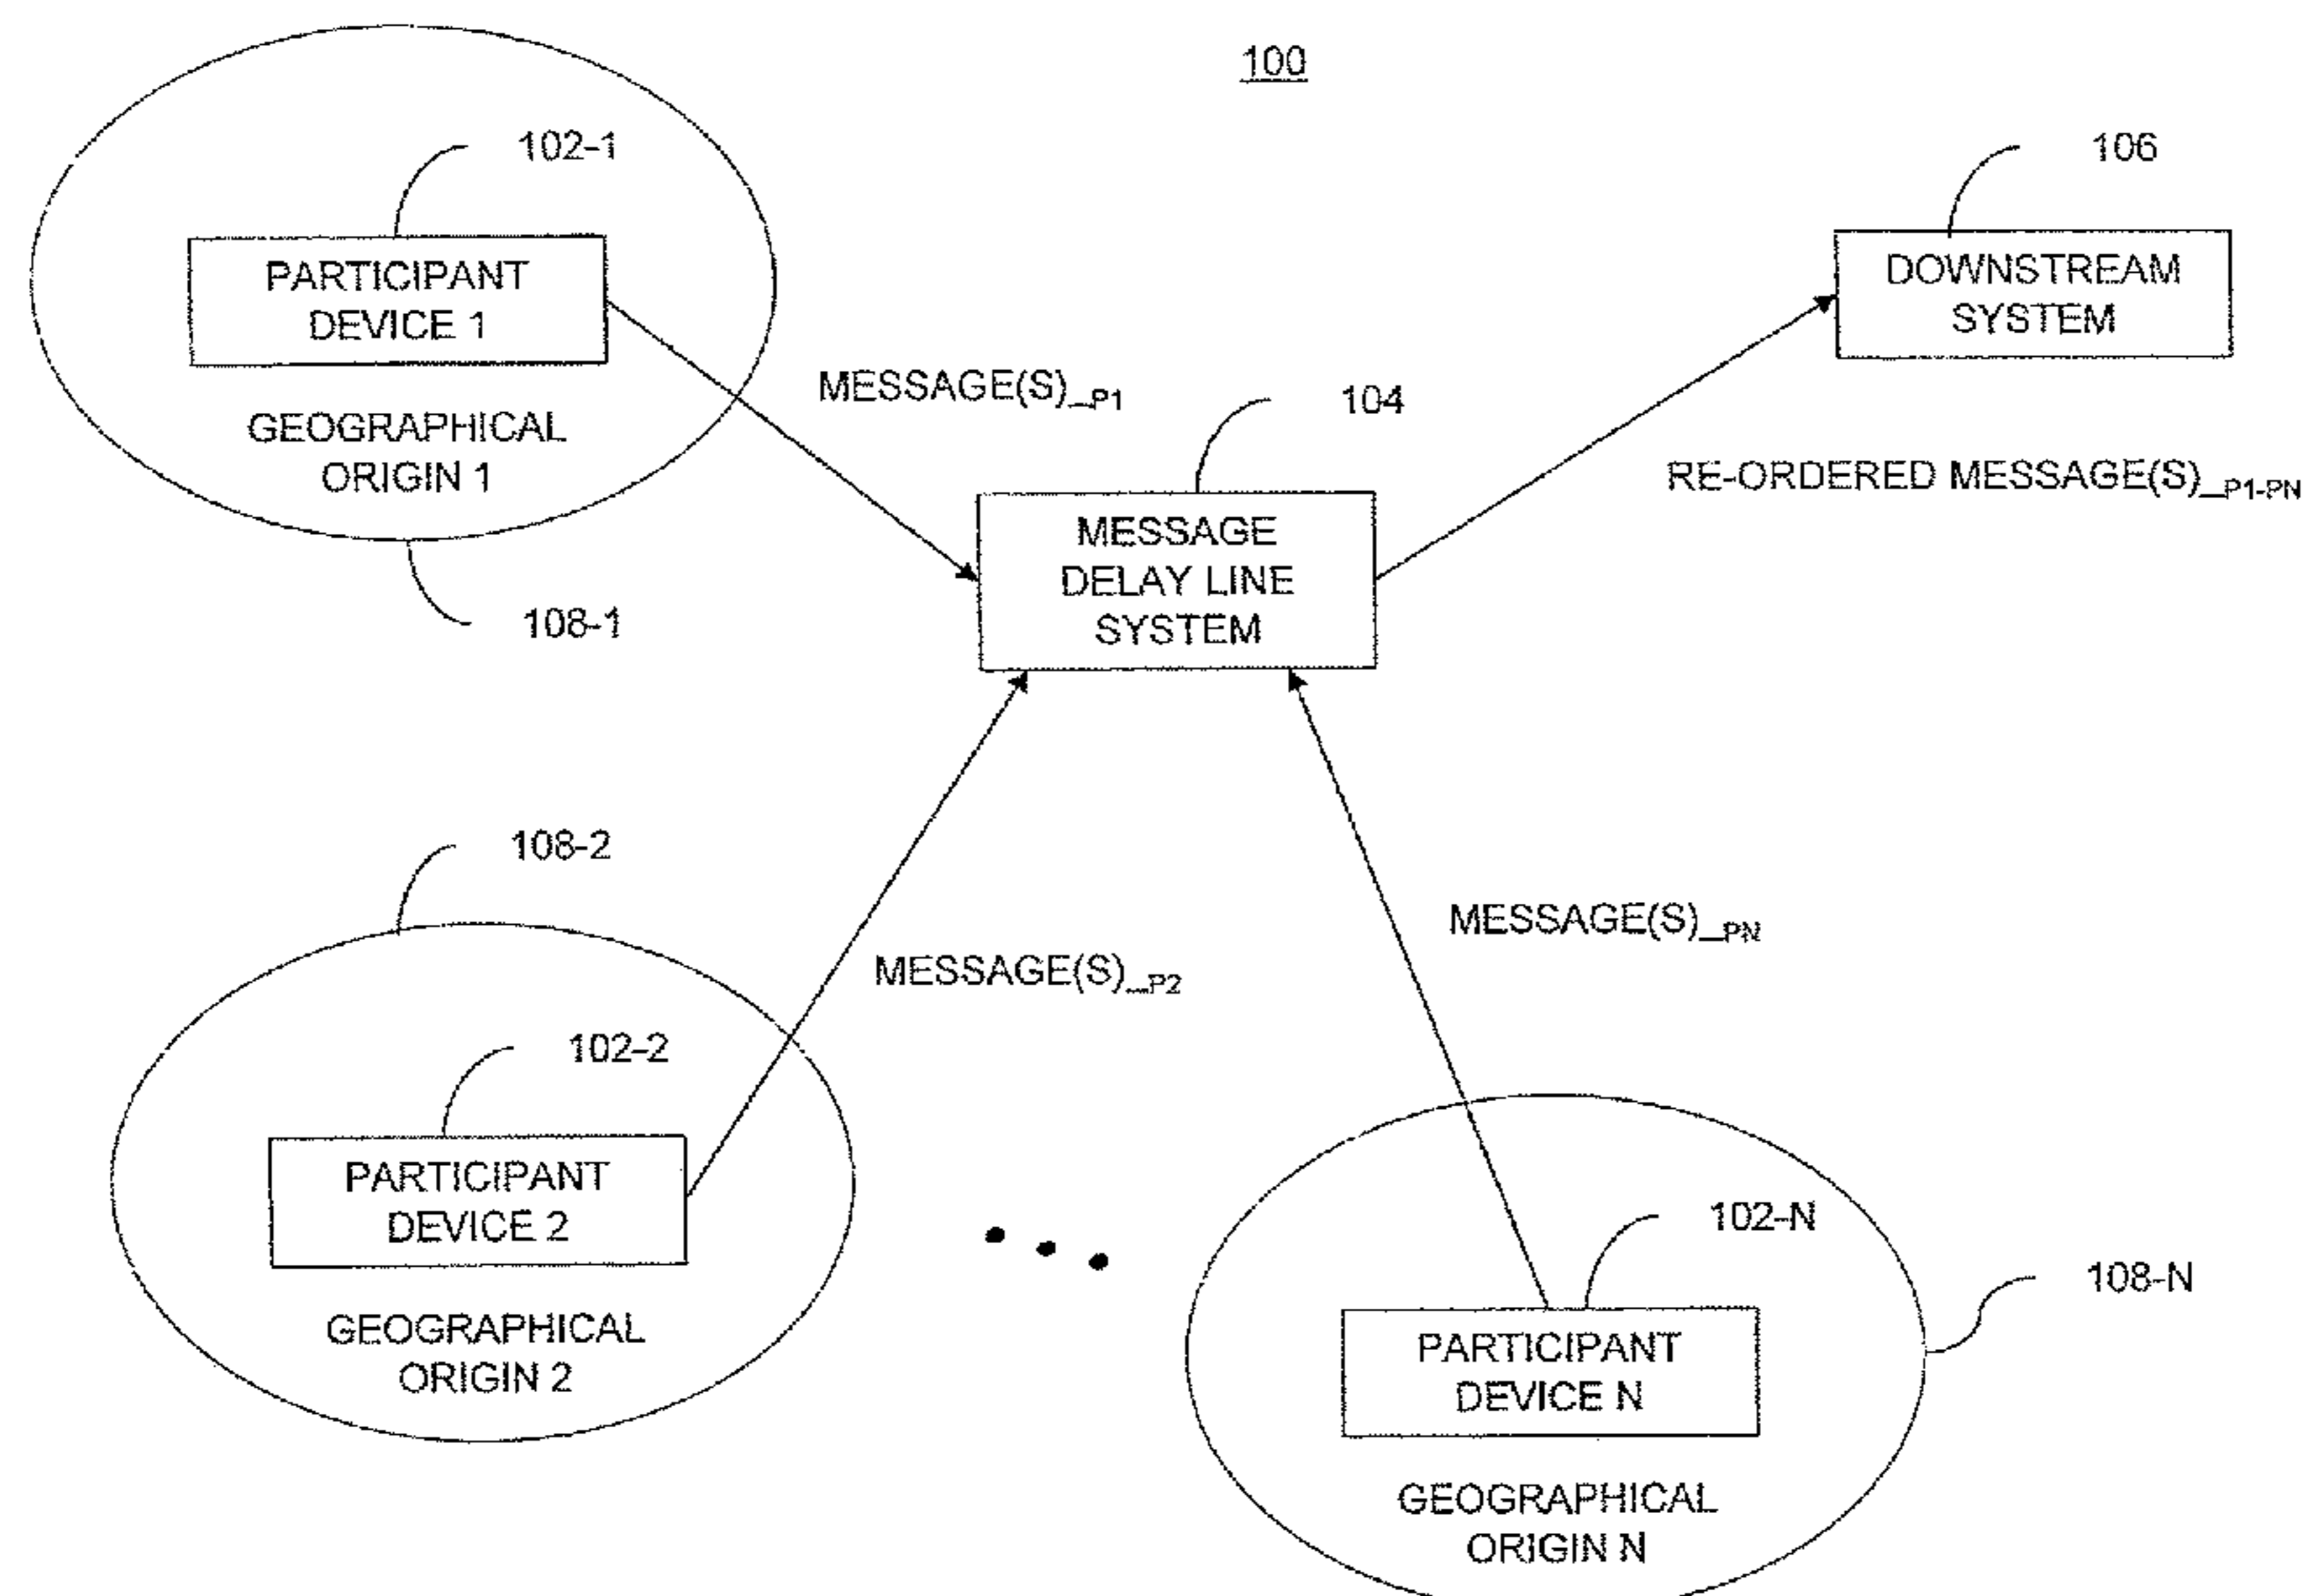 100
102-1
PARTICIPANT
DEVICE 1
GEOGRAPHICAL
ORIGIN 1
108-1
MESSAGE(S)_P1
104
MESSAGE
DELAY LINE
SYSTEM
106
DOWNSTREAM
SYSTEM
RE-ORDERED MESSAGE(S)_P1-PN
108-2
102-2
PARTICIPANT
DEVICE 2
GEOGRAPHICAL
ORIGIN 2
MESSAGE(S)_P2
MESSAGE(S)_PN
102-N
PARTICIPANT
DEVICE N
GEOGRAPHICAL
ORIGIN N
108-N